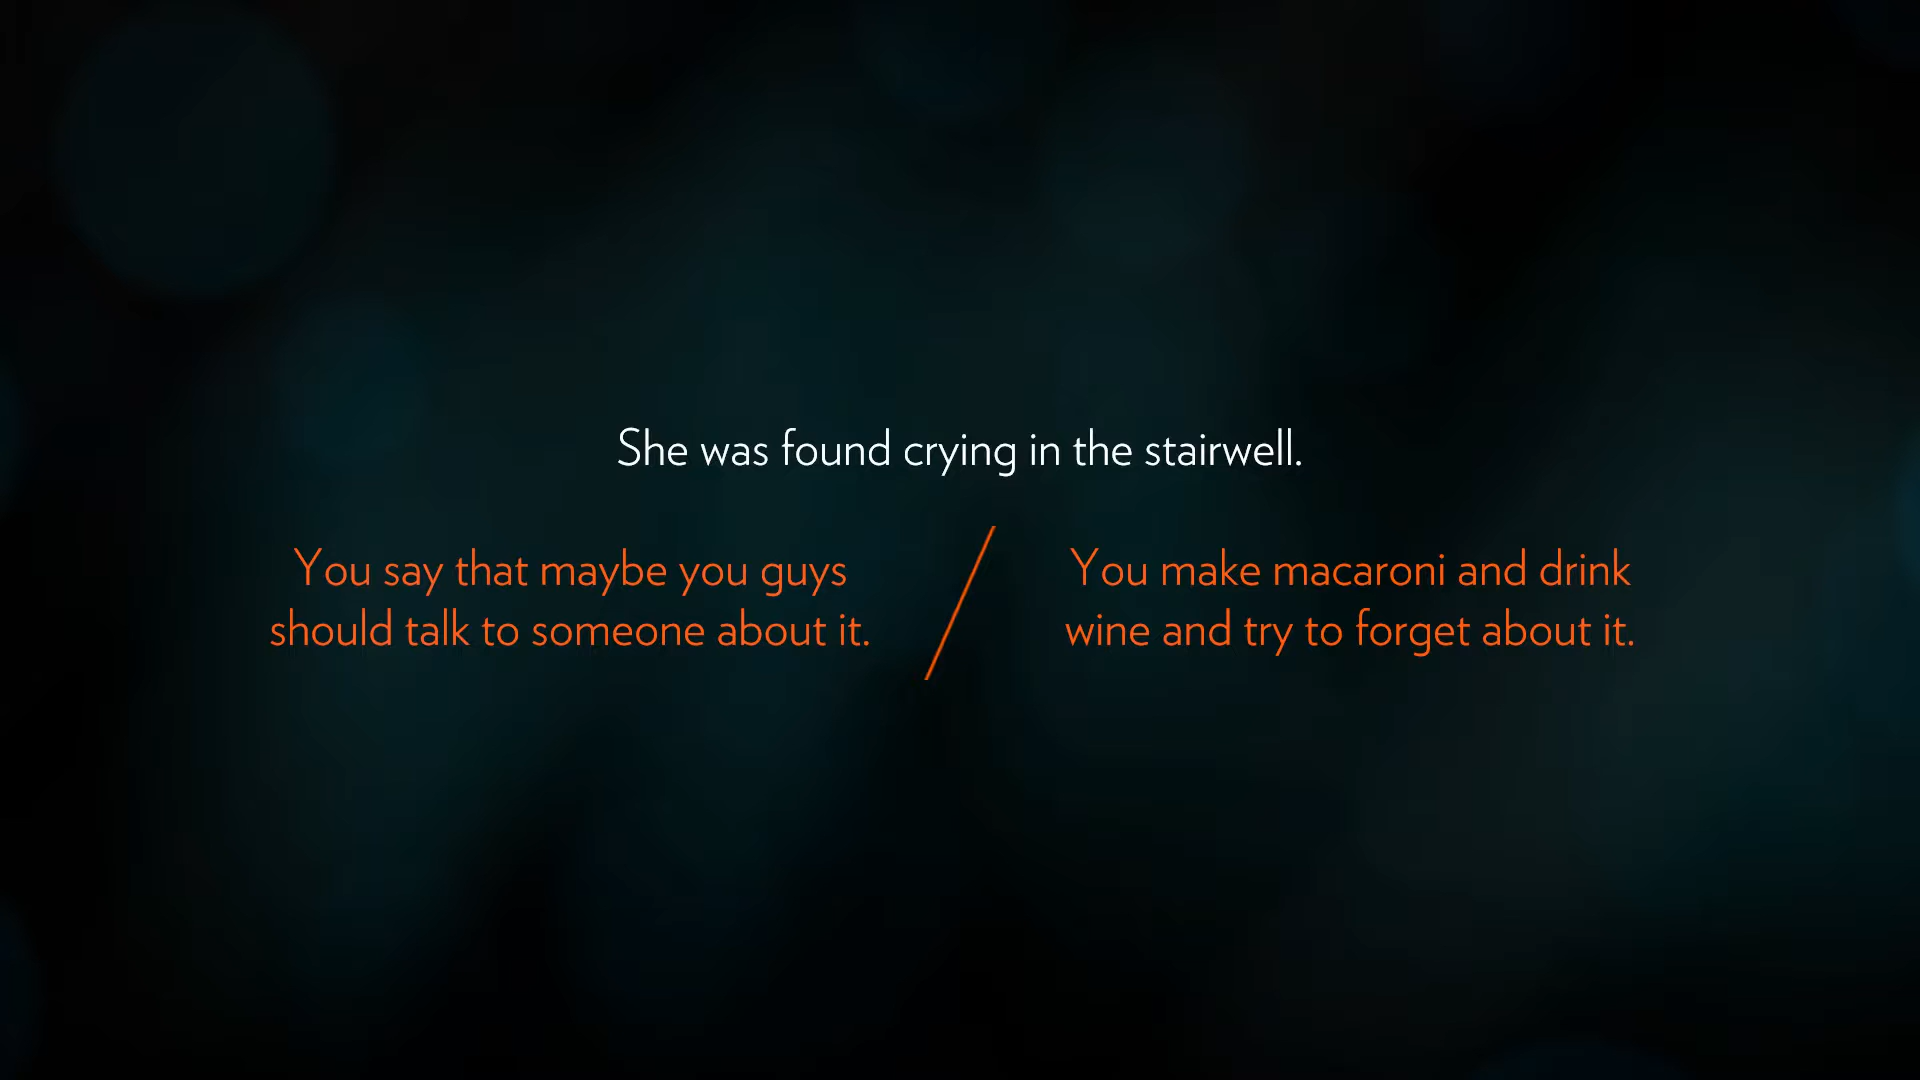 She was found crying in the stairwell.
You say that maybe you guys
should talk to someone about it.
You make macaroni and drink
wine and try to forget about it.